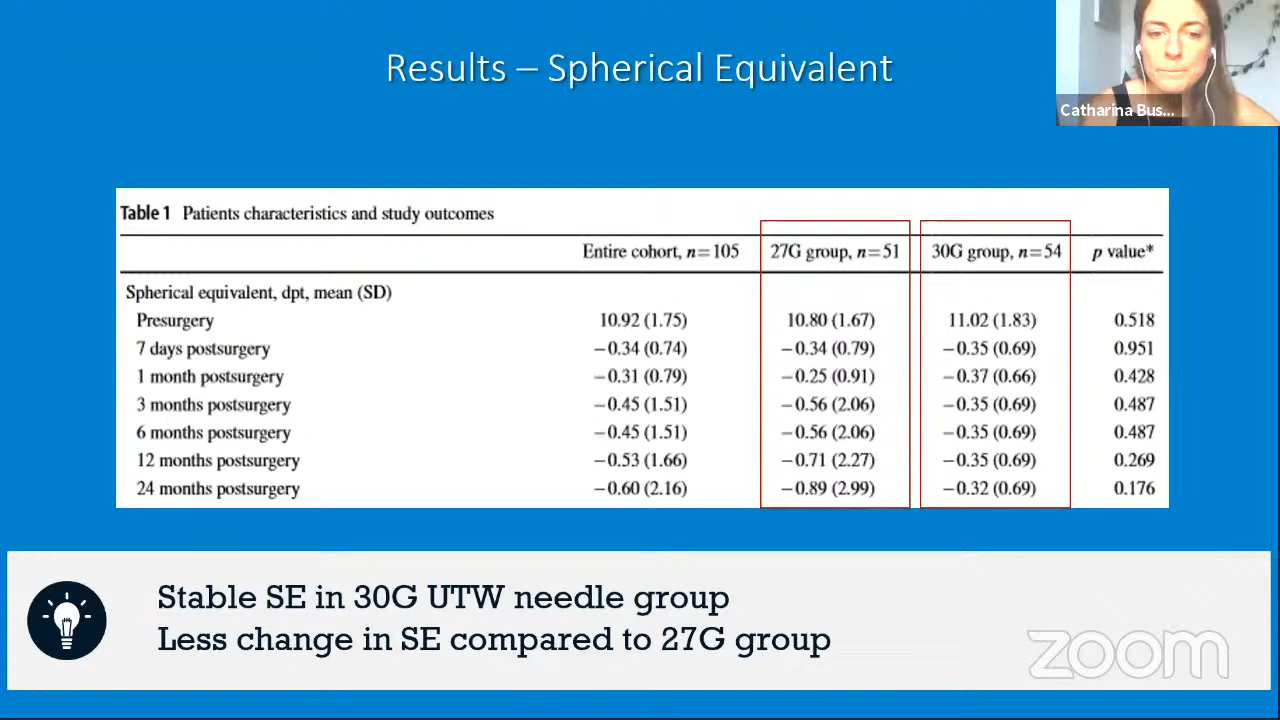 Results – Spherical Equivalent
Catharina Bus...
Table 1 Patients characteristics and study outcomes
Entire cohort, n=105 27G group, n=51 30G group, n=54 p value*
Spherical equivalent, dpt, mean (SD)
Presurgery 10.92 (1.75) 10.80 (1.67) 11.02 (1.83) 0.518
7 days postsurgery −0.34 (0.74) −0.34 (0.79) −0.35 (0.69) 0.951
1 month postsurgery −0.31 (0.79) −0.25 (0.91) −0.37 (0.66) 0.428
3 months postsurgery −0.45 (1.51) −0.56 (2.06) −0.35 (0.69) 0.487
6 months postsurgery −0.45 (1.51) −0.56 (2.06) −0.35 (0.69) 0.487
12 months postsurgery −0.53 (1.66) −0.71 (2.27) −0.35 (0.69) 0.269
24 months postsurgery −0.60 (2.16) −0.89 (2.99) −0.32 (0.69) 0.176
Stable SE in 30G UTW needle group
Less change in SE compared to 27G group
zoom